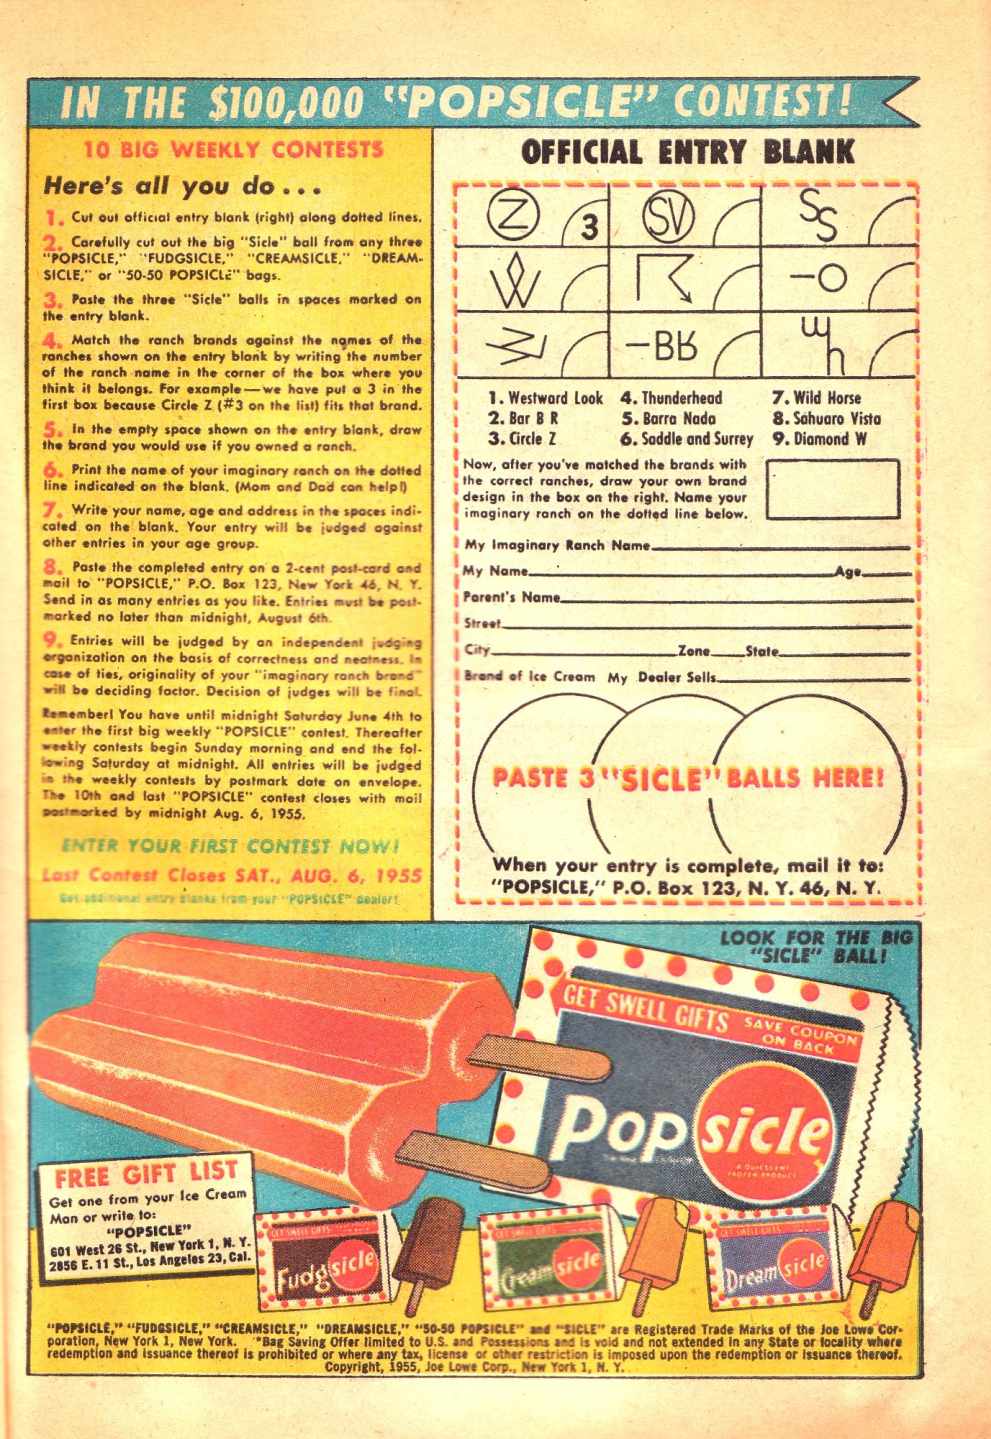 IN THE $100,000 "POPSICLE" CONTEST!
10 BIG WEEKLY CONTESTS
Here's all you do...
1. Cut out official entry blank (right) along dotted lines.
2. Carefully cut out the big "Sicle" ball from any three
"POPSICLE," "FUDGSICLE," "CREAMSICLE," "DREAM-
SICLE," or "50-50 POPSICLE" bags.
3. Paste the three "Sicle" balls in spaces marked on
the entry blank.
4. Match the ranch brands against the names of the
ranches shown on the entry blank by writing the number
of the ranch name in the corner of the box where you
think it belongs. For example—we have put a 3 in the
first box because Circle Z (#3 on the list) fits that brand.
5. In the empty space shown on the entry blank, draw
the brand you would use if you owned a ranch.
6. Print the name of your imaginary ranch on the dotted
line indicated on the blank. (Mom and Dad can help!)
7. Write your name, age and address in the spaces indi-
cated on the blank. Your entry will be judged against
other entries in your age group.
8. Paste the completed entry on a 2-cent post-card and
mail to "POPSICLE," P.O. Box 123, New York 46, N. Y.
Send in as many entries as you like. Entries must be post-
marked no later than midnight, August 6th.
9. Entries will be judged by an independent judging
organization on the basis of correctness and neatness. In
case of ties, originality of your "imaginary ranch brand"
will be deciding factor. Decision of judges will be final.
Remember! You have until midnight Saturday June 4th to
enter the first big weekly "POPSICLE" contest. Thereafter
weekly contests begin Sunday morning and end the fol-
lowing Saturday at midnight. All entries will be judged
in the weekly contests by postmark date on envelope.
The 10th and last "POPSICLE" contest closes with mail
postmarked by midnight Aug. 6, 1955.
ENTER YOUR FIRST CONTEST NOW!
Last Contest Closes SAT., AUG. 6, 1955
Get additional entry blanks from your "POPSICLE" dealer!
OFFICIAL ENTRY BLANK
Z 3 SV SS
W
-O
-BR
1. Westward Look 4. Thunderhead 7. Wild Horse
2. Bar B R 5. Barra Nada 8. Sahuaro Vista
3. Circle Z 6. Saddle and Surrey 9. Diamond W
Now, after you've matched the brands with
the correct ranches, draw your own brand
design in the box on the right. Name your
imaginary ranch on the dotted line below.
My Imaginary Ranch Name
My Name Age
Parent's Name
Street
City Zone State
Brand of Ice Cream My Dealer Sells
PASTE 3 "SICLE" BALLS HERE!
When your entry is complete, mail it to:
"POPSICLE," P.O. Box 123, N. Y. 46, N. Y.
LOOK FOR THE BIG
"SICLE" BALL!
GET SWELL GIFTS SAVE COUPON
ON BACK
Popsicle
FREE GIFT LIST
Get one from your Ice Cream
Man or write to:
"POPSICLE"
601 West 26 St., New York 1, N. Y.
2856 E. 11 St., Los Angeles 23, Cal.
GET SWELL GIFTS
Fudgsicle
GET SWELL GIFTS
Creamsicle
GET SWELL GIFTS
Dreamsicle
"POPSICLE," "FUDGSICLE," "CREAMSICLE," "DREAMSICLE," "50-50 POPSICLE" and "SICLE" are Registered Trade Marks of the Joe Lowe Cor-
poration, New York 1, New York. *Bag Saving Offer limited to U.S. and Possessions and is void and not extended in any State or locality where
redemption and issuance thereof is prohibited or where any tax, license or other restriction is imposed upon the redemption or issuance thereof.
Copyright, 1955, Joe Lowe Corp., New York 1, N. Y.